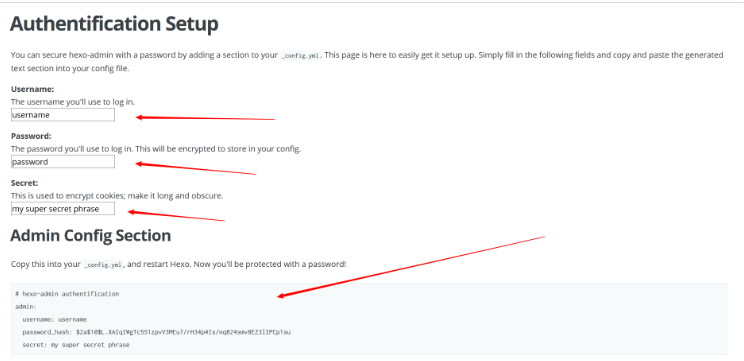 Authentification Setup
You can secure hexo-admin with a password by adding a section to your _config.yml. This page is here to easily get it setup up. Simply fill in the following fields and copy and paste the generated
text section into your config file.
Username:
The username you'll use to log in.
username
Password:
The password you'll use to log in. This will be encrypted to store in your config.
password
Secret:
This is used to encrypt cookies; make it long and obscure.
my super secret phrase
Admin Config Section
Copy this into your _config.yml, and restart Hexo. Now you'll be protected with a password!
# hexo-admin authentification
admin:
username: username
password_hash:
secret: my super secret phrase